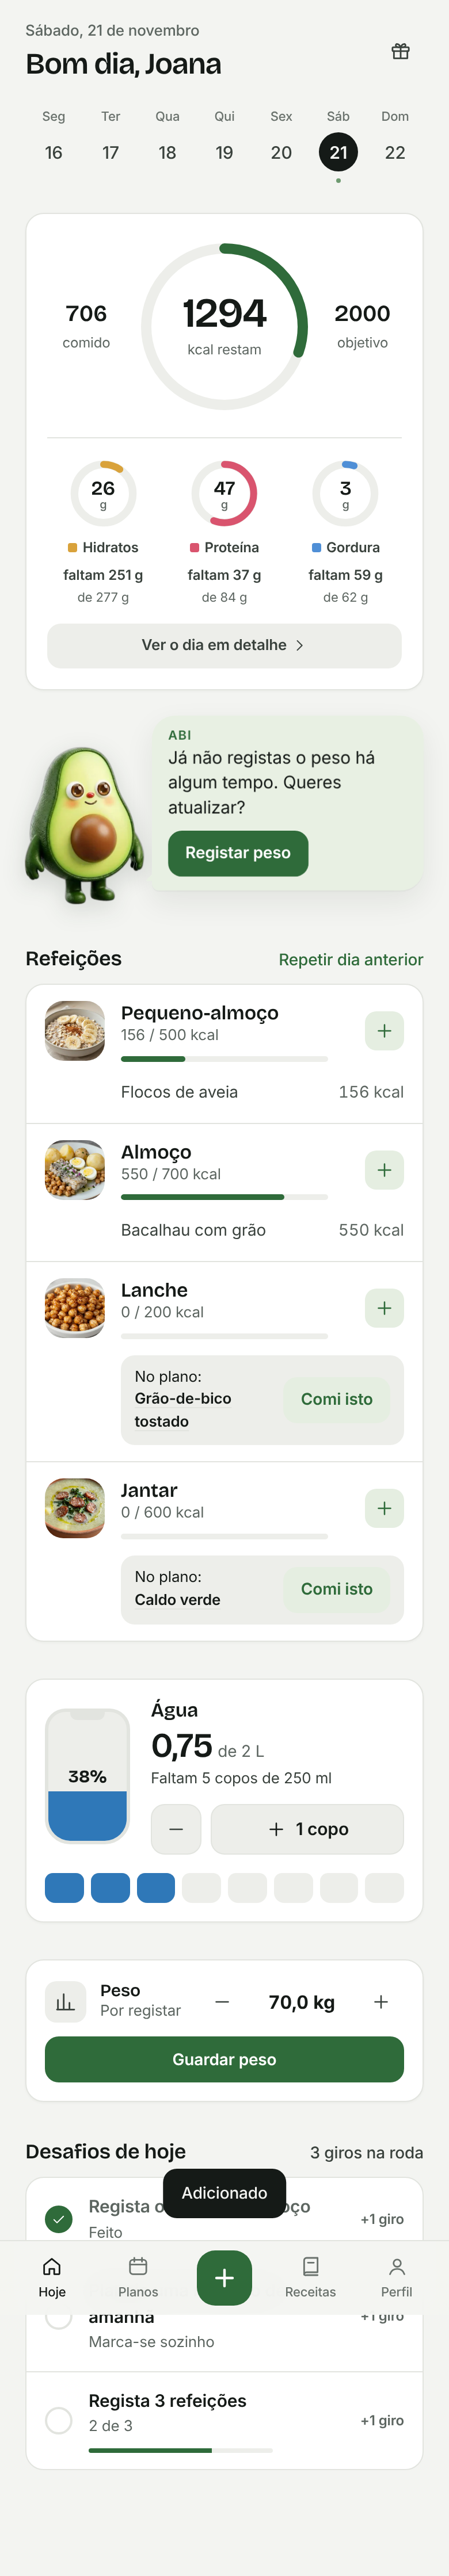 Sábado, 21 de novembro
Bom dia, Joana
Seg Ter Qua Qui Sex Sáb Dom
16 17 18 19 20 21 22
706
comido
1294
kcal restam
2000
objetivo
26
g
47
g
3
g
Hidratos
Proteína
Gordura
faltam 251 g
faltam 37 g
faltam 59 g
de 277 g
de 84 g
de 62 g
Ver o dia em detalhe
ABI
Já não registas o peso há
algum tempo. Queres
atualizar?
Registar peso
Refeições
Repetir dia anterior
Pequeno-almoço
156 / 500 kcal
Flocos de aveia 156 kcal
Almoço
550 / 700 kcal
Bacalhau com grão 550 kcal
Lanche
0 / 200 kcal
No plano:
Grão-de-bico
tostado
Comi isto
Jantar
0 / 600 kcal
No plano:
Caldo verde
Comi isto
Água
0,75 de 2 L
38%
Faltam 5 copos de 250 ml
1 copo
Peso
Por registar
70,0 kg
Guardar peso
Desafios de hoje
3 giros na roda
Regista o
Adicionado
+1 giro
Feito
Hoje
Planos
Receitas
Perfil
amanhã
+1 giro
Marca-se sozinho
Regista 3 refeições
2 de 3
+1 giro